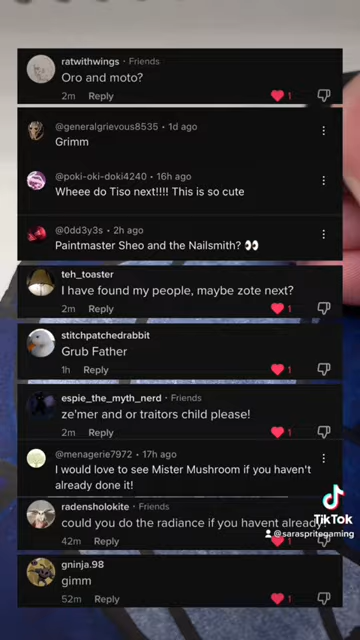 ratwithwings · Friends
Oro and moto?
2m Reply 1
@generalgrievous8535 • 1d ago
Grimm
@poki-oki-doki4240 • 16h ago
Wheee do Tiso next!!!! This is so cute
@0dd3y3s • 2h ago
Paintmaster Sheo and the Nailsmith? 👀
teh_toaster
I have found my people, maybe zote next?
2m Reply 1
stitchpatchedrabbit
Grub Father
1h Reply 1
espie_the_myth_nerd · Friends
ze'mer and or traitors child please!
2m Reply 1
@menagerie7972 • 17h ago
I would love to see Mister Mushroom if you haven't
already done it!
radensholokite · Friends
could you do the radiance if you havent already?
42m Reply 1
TikTok
@saraspritegaming
gninja.98
gimm
52m Reply 1